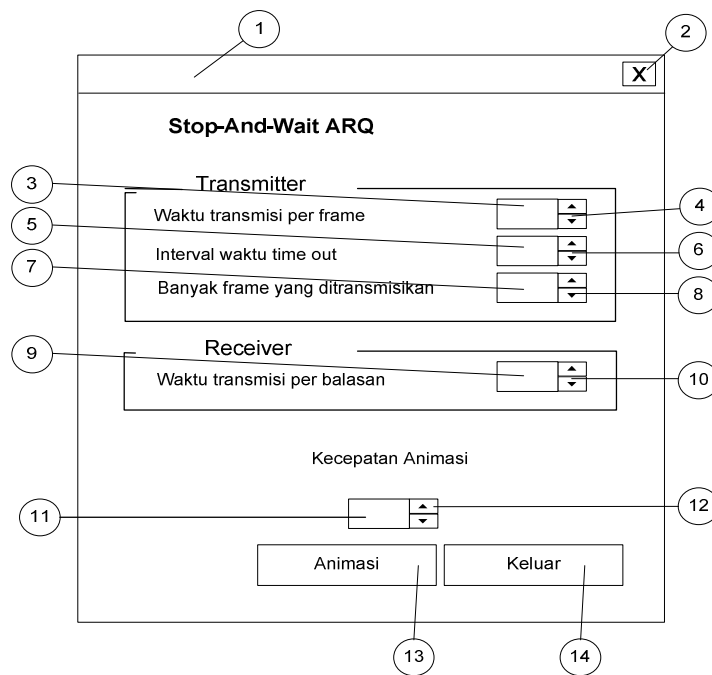 1
2
X
Stop-And-Wait ARQ
3
Transmitter
Waktu transmisi per frame
4
5
Interval waktu time out
6
7
Banyak frame yang ditransmisikan
8
9
Receiver
Waktu transmisi per balasan
10
Kecepatan Animasi
11
12
Animasi
Keluar
13
14